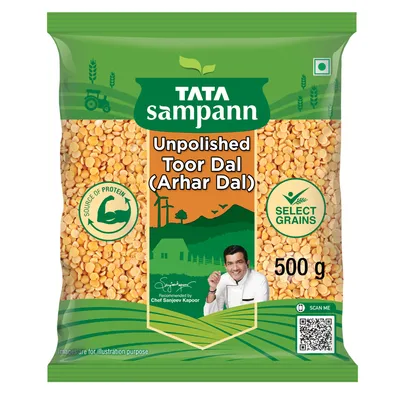 TATA
sampann
Unpolished
Toor Dal
(Arhar Dal)
SOURCE OF PROTEIN
SELECT
GRAINS
500 g
Recommended by
Chef Sanjeev Kapoor
SCAN ME
for illustration purpose